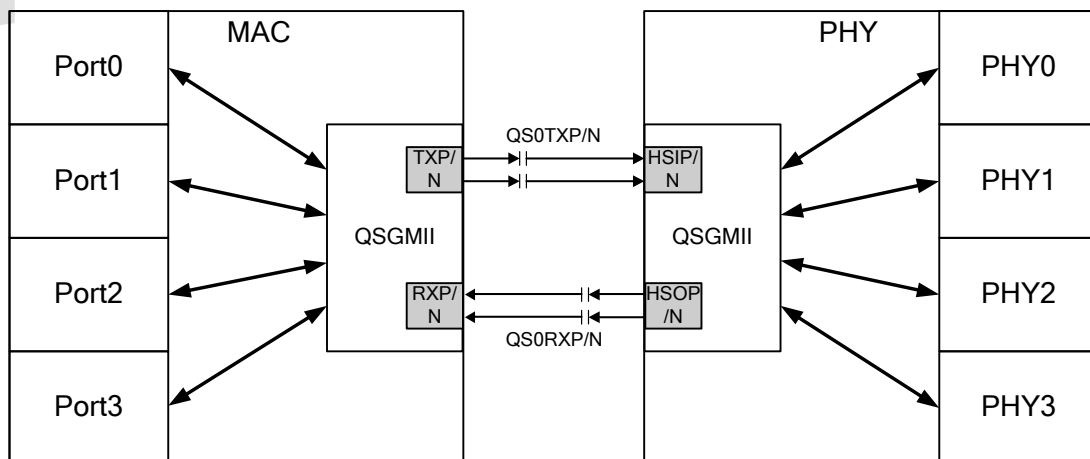 MAC
PHY
Port0
PHY0
QS0TXP/N
TXP/
N
HSIP/
N
Port1
PHY1
QSGMII
QSGMII
Port2
PHY2
RXP/
N
HSOP
/N
QS0RXP/N
Port3
PHY3